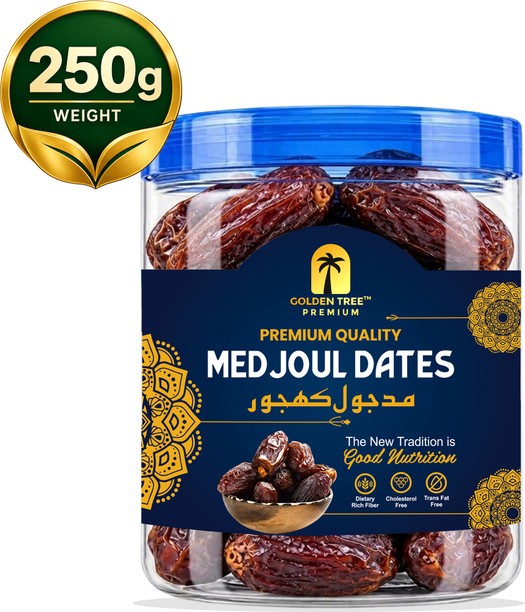 250g
WEIGHT
GOLDEN TREE™
PREMIUM
PREMIUM QUALITY
MEDJOUL DATES
مدجول کھجور
The New Tradition is
Good Nutrition
Dietary
Rich Fiber
Cholesterol
Free
Trans Fat
Free